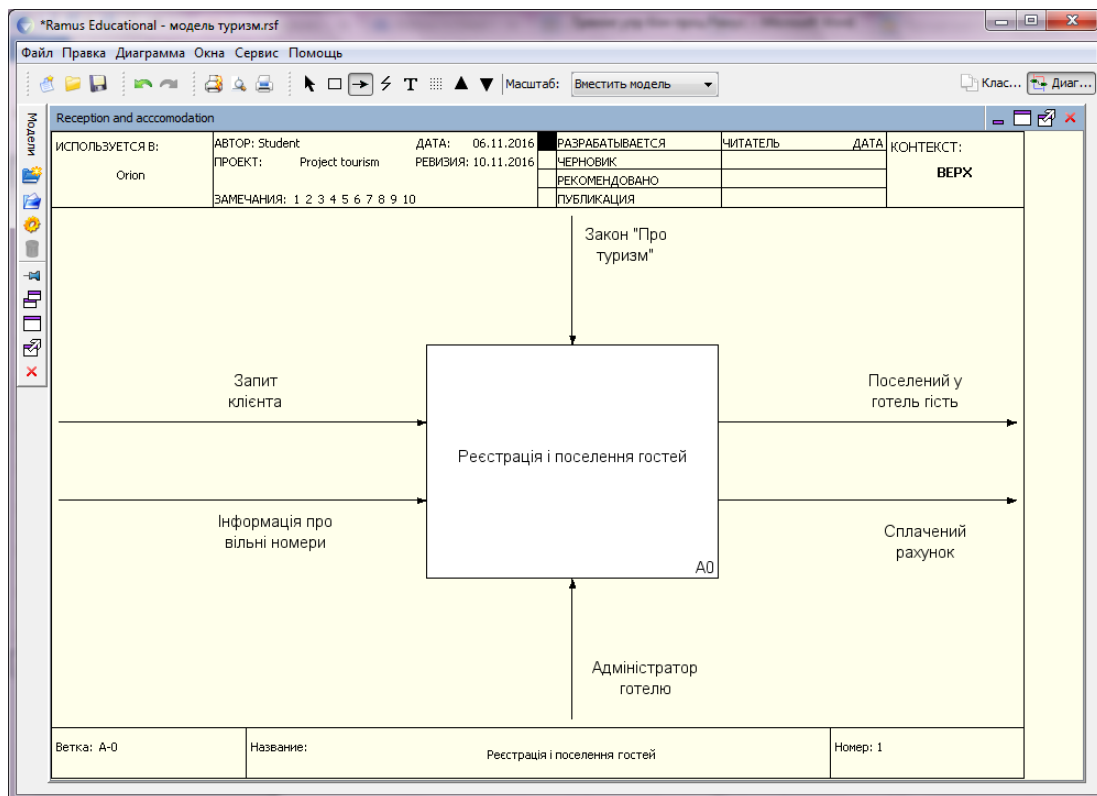 *Ramus Educational - модель туризм.rsf
Файл Правка Диаграмма Окна Сервис Помощь
T Масштаб: Вместить модель Клас... Диаг...
Модели
Reception and acccomodation
ИСПОЛЬЗУЕТСЯ В:
Orion
АВТОР: Student ДАТА: 06.11.2016
ПРОЕКТ: Project tourism РЕВИЗИЯ: 10.11.2016
ЗАМЕЧАНИЯ: 1 2 3 4 5 6 7 8 9 10
РАЗРАБАТЫВАЕТСЯ
ЧЕРНОВИК
РЕКОМЕНДОВАНО
ПУБЛИКАЦИЯ
ЧИТАТЕЛЬ ДАТА
КОНТЕКСТ:
ВЕРХ
Закон "Про
туризм"
Запит
клієнта
Поселений у
готель гість
Реєстрація і поселення гостей
Інформація про
вільні номери
Сплачений
рахунок
A0
Адміністратор
готелю
Ветка: A-0
Название:
Реєстрація і поселення гостей
Номер: 1